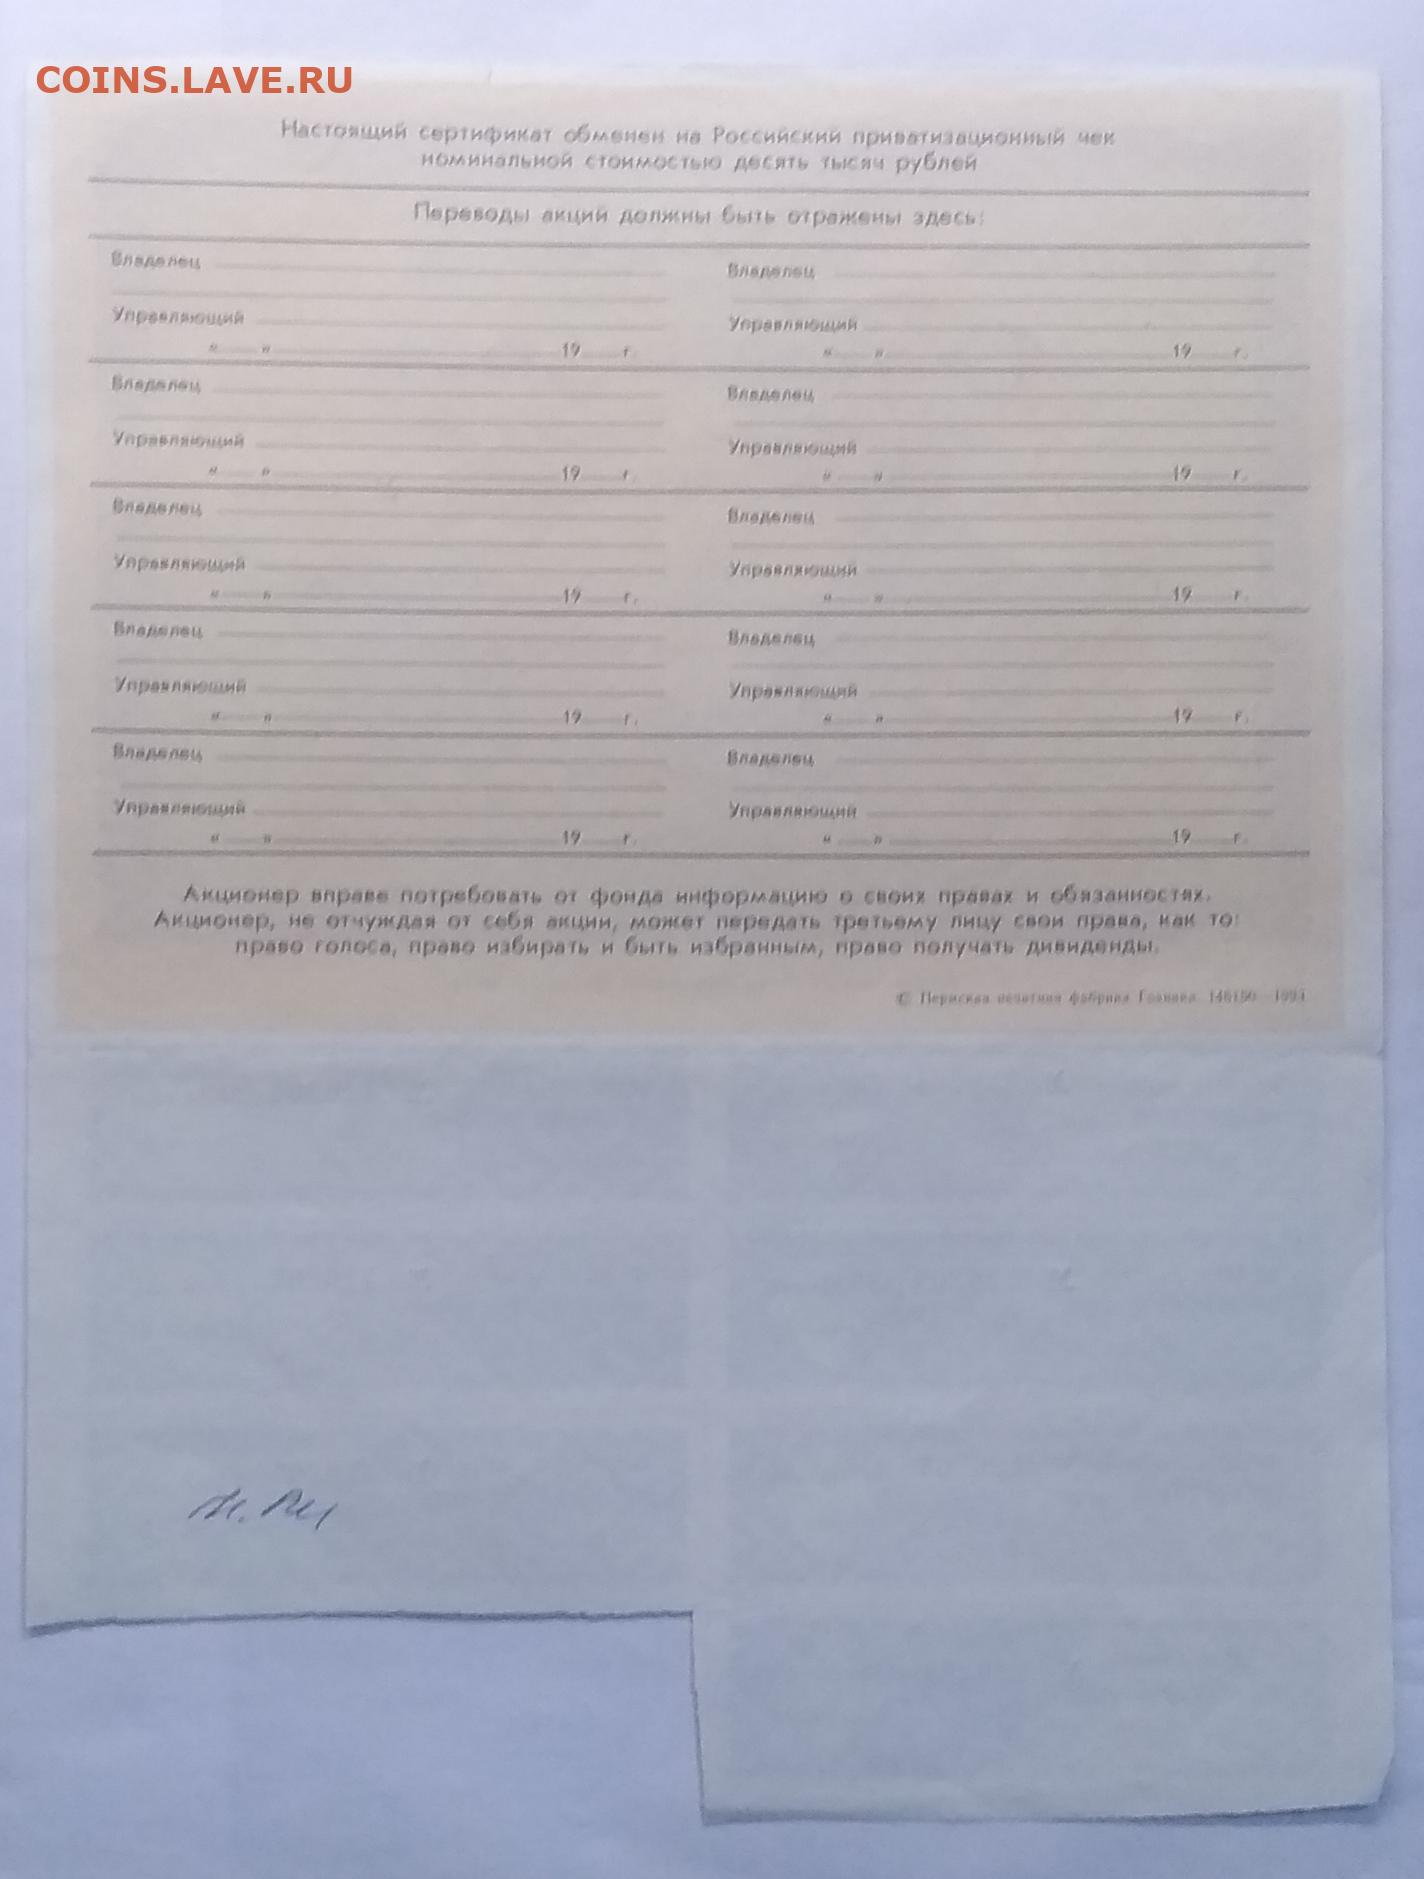 COINS.LAVE.RU
Настоящий сертификат обменен на Российский приватизационный чек
номинальной стоимостью десять тысяч рублей
Переводы акций должны быть отражены здесь:
Владелец
Управляющий
" " 19 г.
Владелец
Управляющий
" " 19 г.
Владелец
Управляющий
" " 19 г.
Владелец
Управляющий
" " 19 г.
Владелец
Управляющий
" " 19 г.
Владелец
Управляющий
" " 19 г.
Владелец
Управляющий
" " 19 г.
Владелец
Управляющий
" " 19 г.
Владелец
Управляющий
" " 19 г.
Владелец
Управляющий
" " 19 г.
Акционер вправе потребовать от фонда информацию о своих правах и обязанностях.
Акционер, не отчуждая от себя акции, может передать третьему лицу свои права, как то:
право голоса, право избирать и быть избранным, право получать дивиденды.
© Пермская печатная фабрика Гознака.